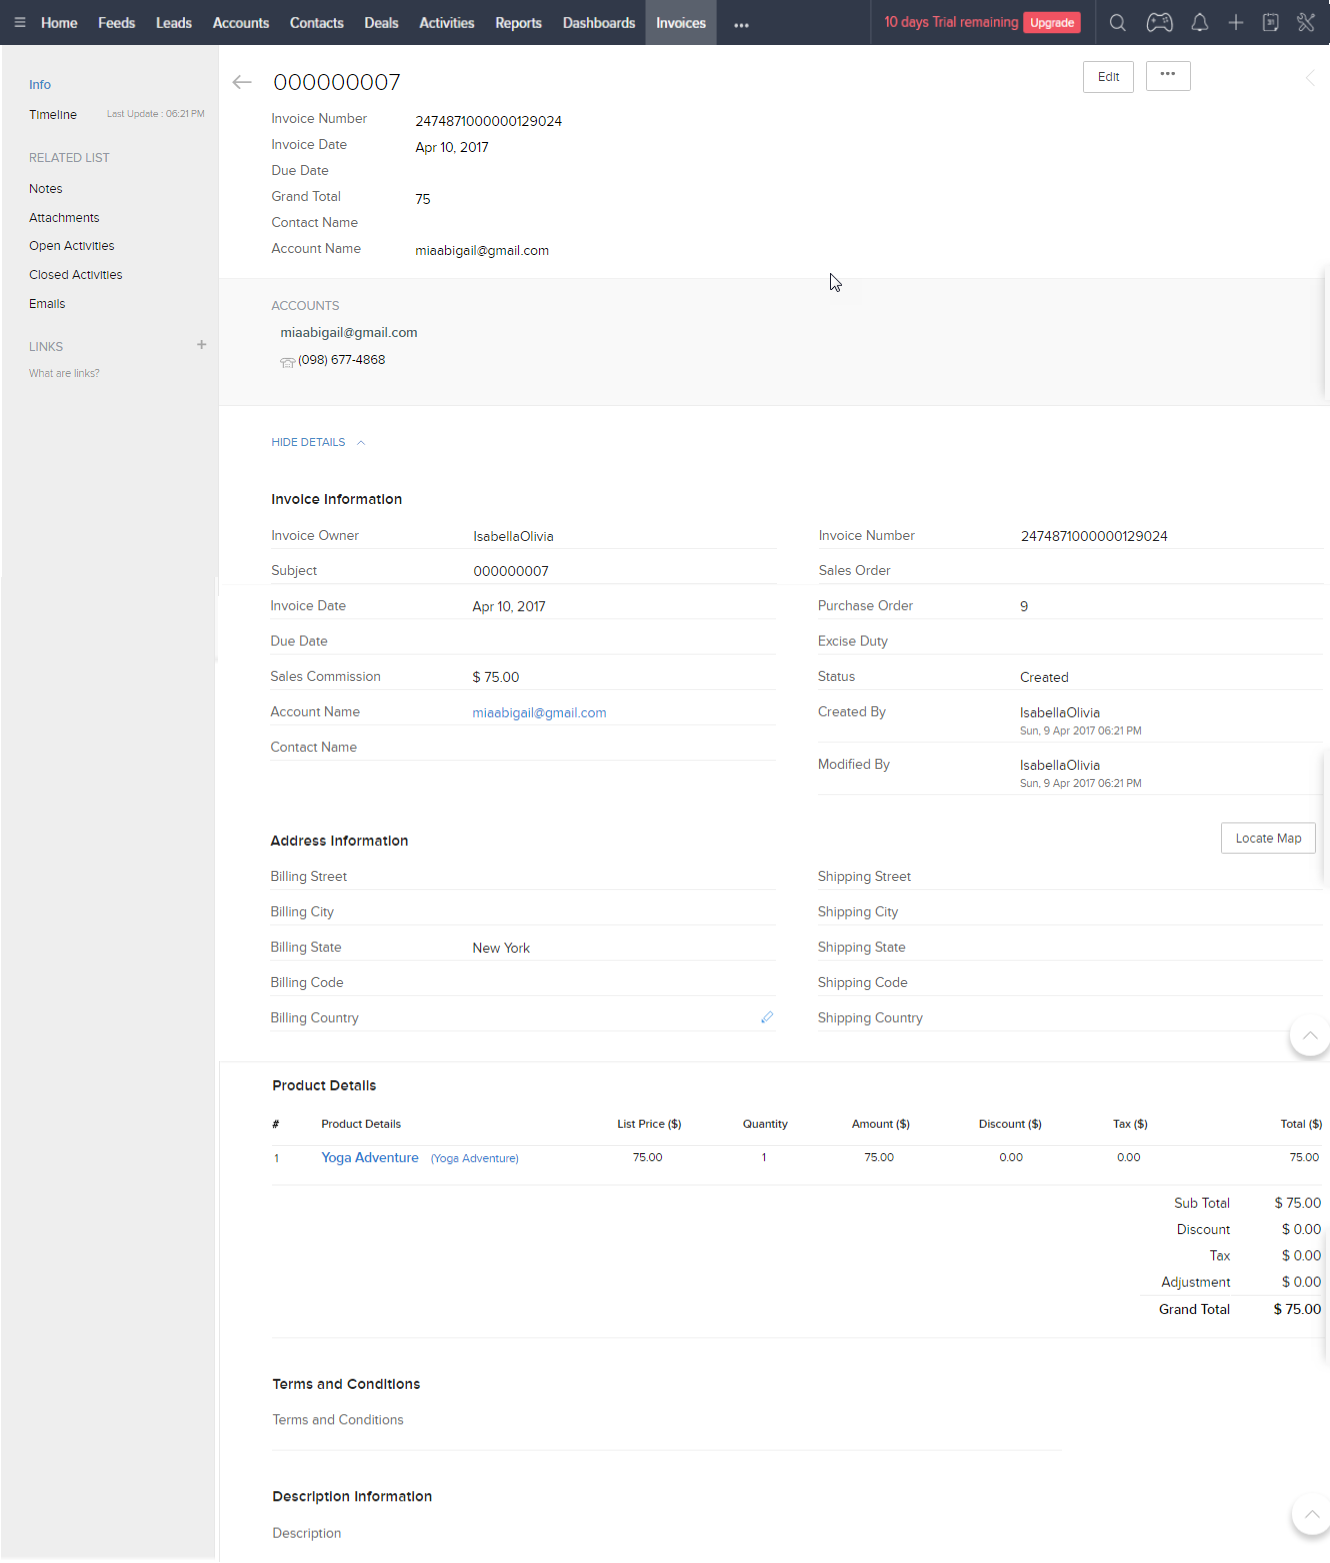 Home Feeds Leads Accounts Contacts Deals Activities Reports Dashboards Invoices ••• 10 days Trial remaining Upgrade
Info
Timeline Last Update : 06:21 PM
RELATED LIST
Notes
Attachments
Open Activities
Closed Activities
Emails
LINKS +
What are links?
000000007 Edit •••
Invoice Number 2474871000000129024
Invoice Date Apr 10, 2017
Due Date
Grand Total 75
Contact Name
Account Name miaabigail@gmail.com
ACCOUNTS
miaabigail@gmail.com
(098) 677-4868
HIDE DETAILS
Invoice Information
Invoice Owner IsabellaOlivia Invoice Number 2474871000000129024
Subject 000000007 Sales Order
Invoice Date Apr 10, 2017 Purchase Order 9
Due Date Excise Duty
Sales Commission $ 75.00 Status Created
Account Name miaabigail@gmail.com Created By IsabellaOlivia
Sun, 9 Apr 2017 06:21 PM
Contact Name Modified By IsabellaOlivia
Sun, 9 Apr 2017 06:21 PM
Address Information Locate Map
Billing Street Shipping Street
Billing City Shipping City
Billing State New York Shipping State
Billing Code Shipping Code
Billing Country Shipping Country
Product Details
# Product Details List Price ($) Quantity Amount ($) Discount ($) Tax ($) Total ($)
1 Yoga Adventure (Yoga Adventure) 75.00 1 75.00 0.00 0.00 75.00
Sub Total $ 75.00
Discount $ 0.00
Tax $ 0.00
Adjustment $ 0.00
Grand Total $ 75.00
Terms and Conditions
Terms and Conditions
Description Information
Description